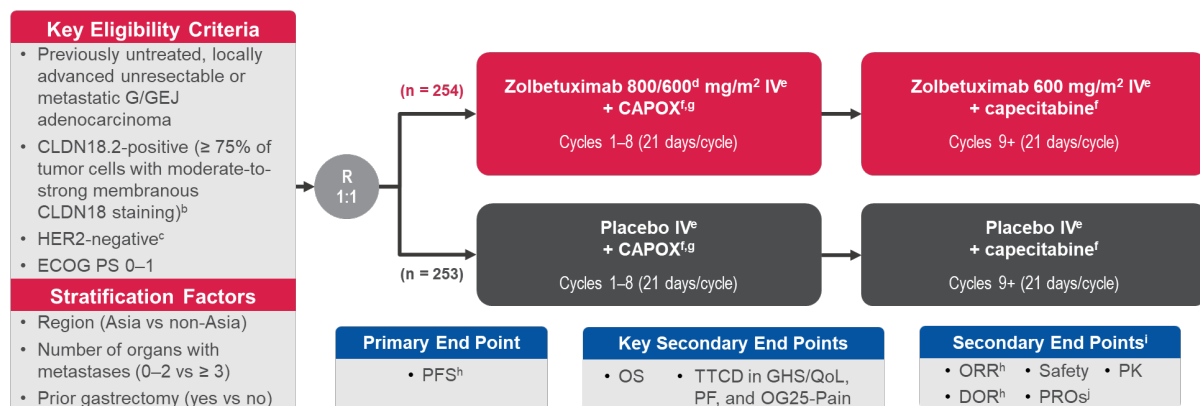 Key Eligibility Criteria
• Previously untreated, locally
advanced unresectable or
metastatic G/GEJ
adenocarcinoma
• CLDN18.2-positive (≥ 75% of
tumor cells with moderate-to-
strong membranous
CLDN18 staining)ᵇ
• HER2-negativeᶜ
• ECOG PS 0–1
Stratification Factors
• Region (Asia vs non-Asia)
• Number of organs with
metastases (0–2 vs ≥ 3)
• Prior gastrectomy (yes vs no)
R
1:1
(n = 254)
Zolbetuximab 800/600ᵈ mg/m² IVᵉ
+ CAPOXᶠ,ᵍ
Cycles 1–8 (21 days/cycle)
Zolbetuximab 600 mg/m² IVᵉ
+ capecitabineᶠ
Cycles 9+ (21 days/cycle)
(n = 253)
Placebo IVᵉ
+ CAPOXᶠ,ᵍ
Cycles 1–8 (21 days/cycle)
Placebo IVᵉ
+ capecitabineᶠ
Cycles 9+ (21 days/cycle)
Primary End Point
• PFSʰ
Key Secondary End Points
• OS • TTCD in GHS/QoL,
PF, and OG25-Pain
Secondary End Pointsⁱ
• ORRʰ • Safety • PK
• DORʰ • PROsʲ